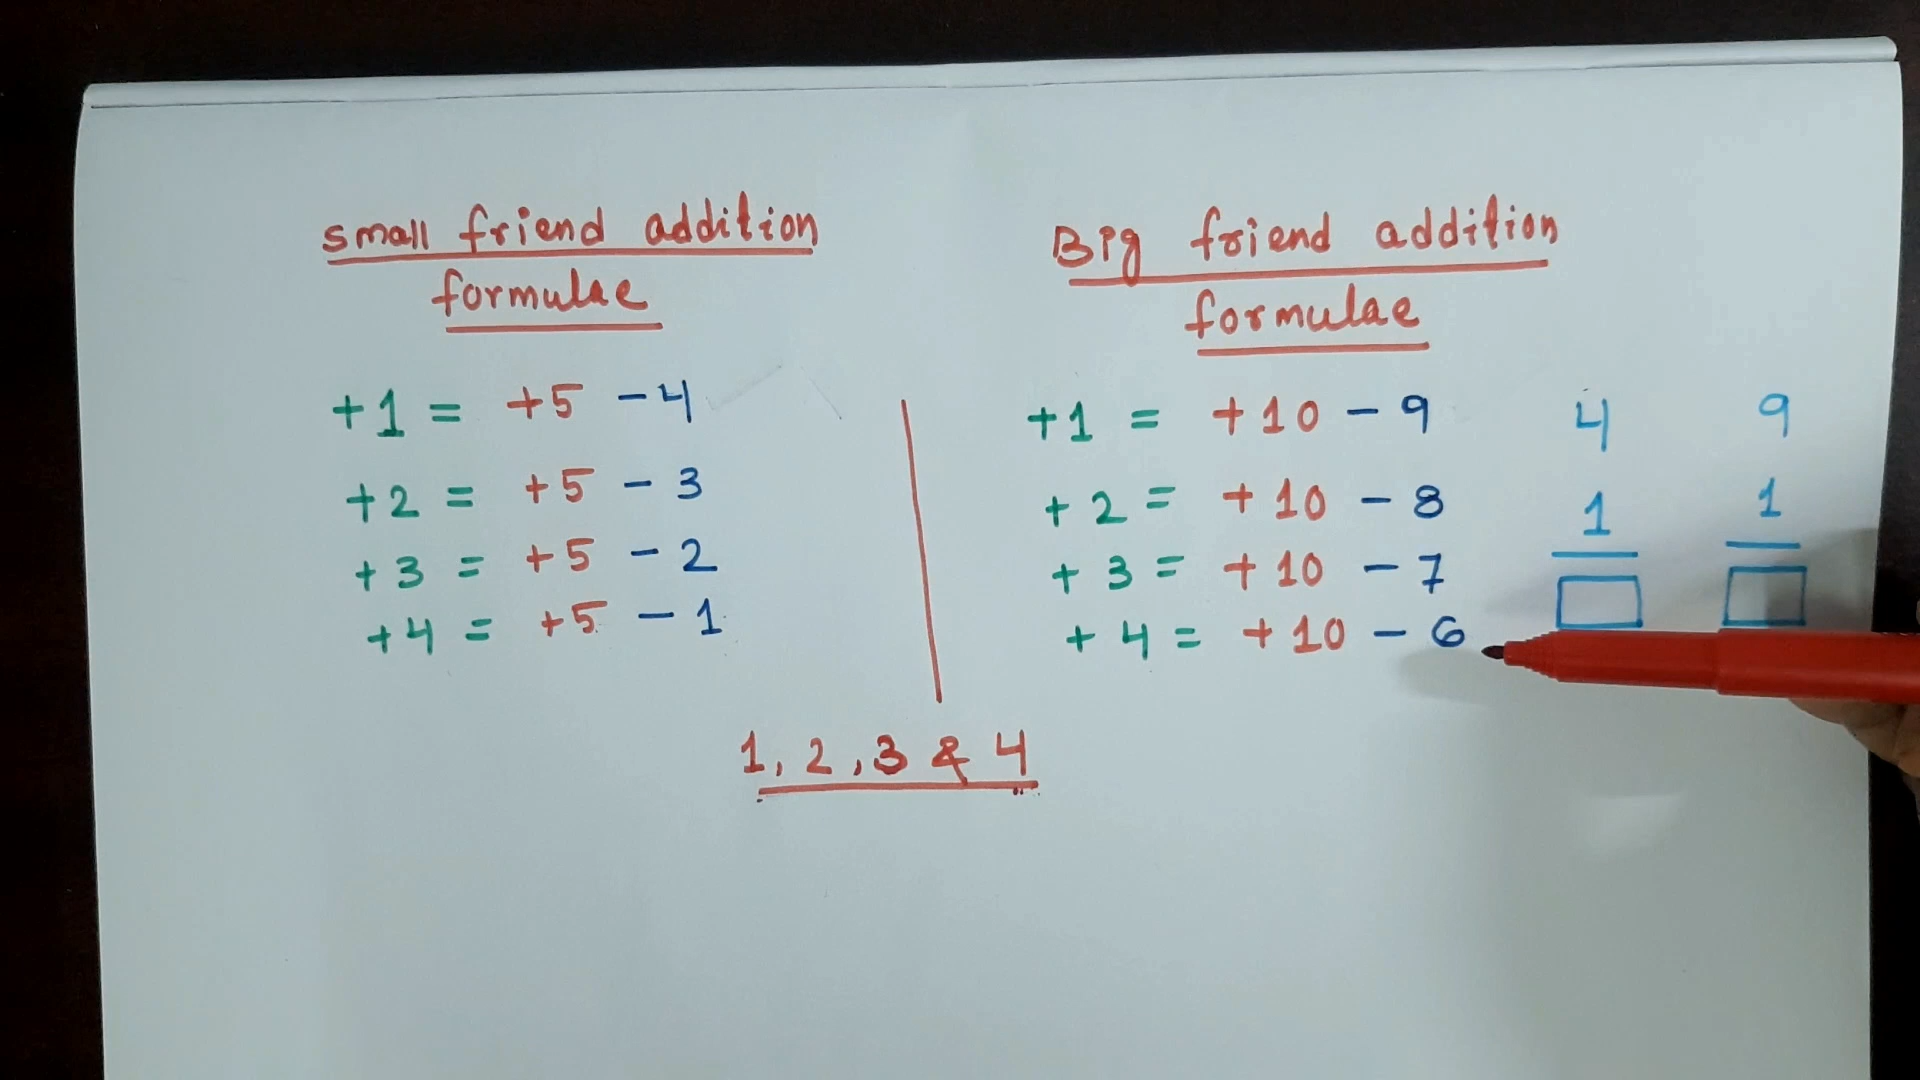 small friend addition
formulae
+1 = +5 - 4
+2 = +5 - 3
+3 = +5 - 2
+4 = +5 - 1
Big friend addition
formulae
+1 = +10 - 9
+2 = +10 - 8
+3 = +10 - 7
+4 = +10 - 6
4
1
9
1
1, 2, 3 & 4